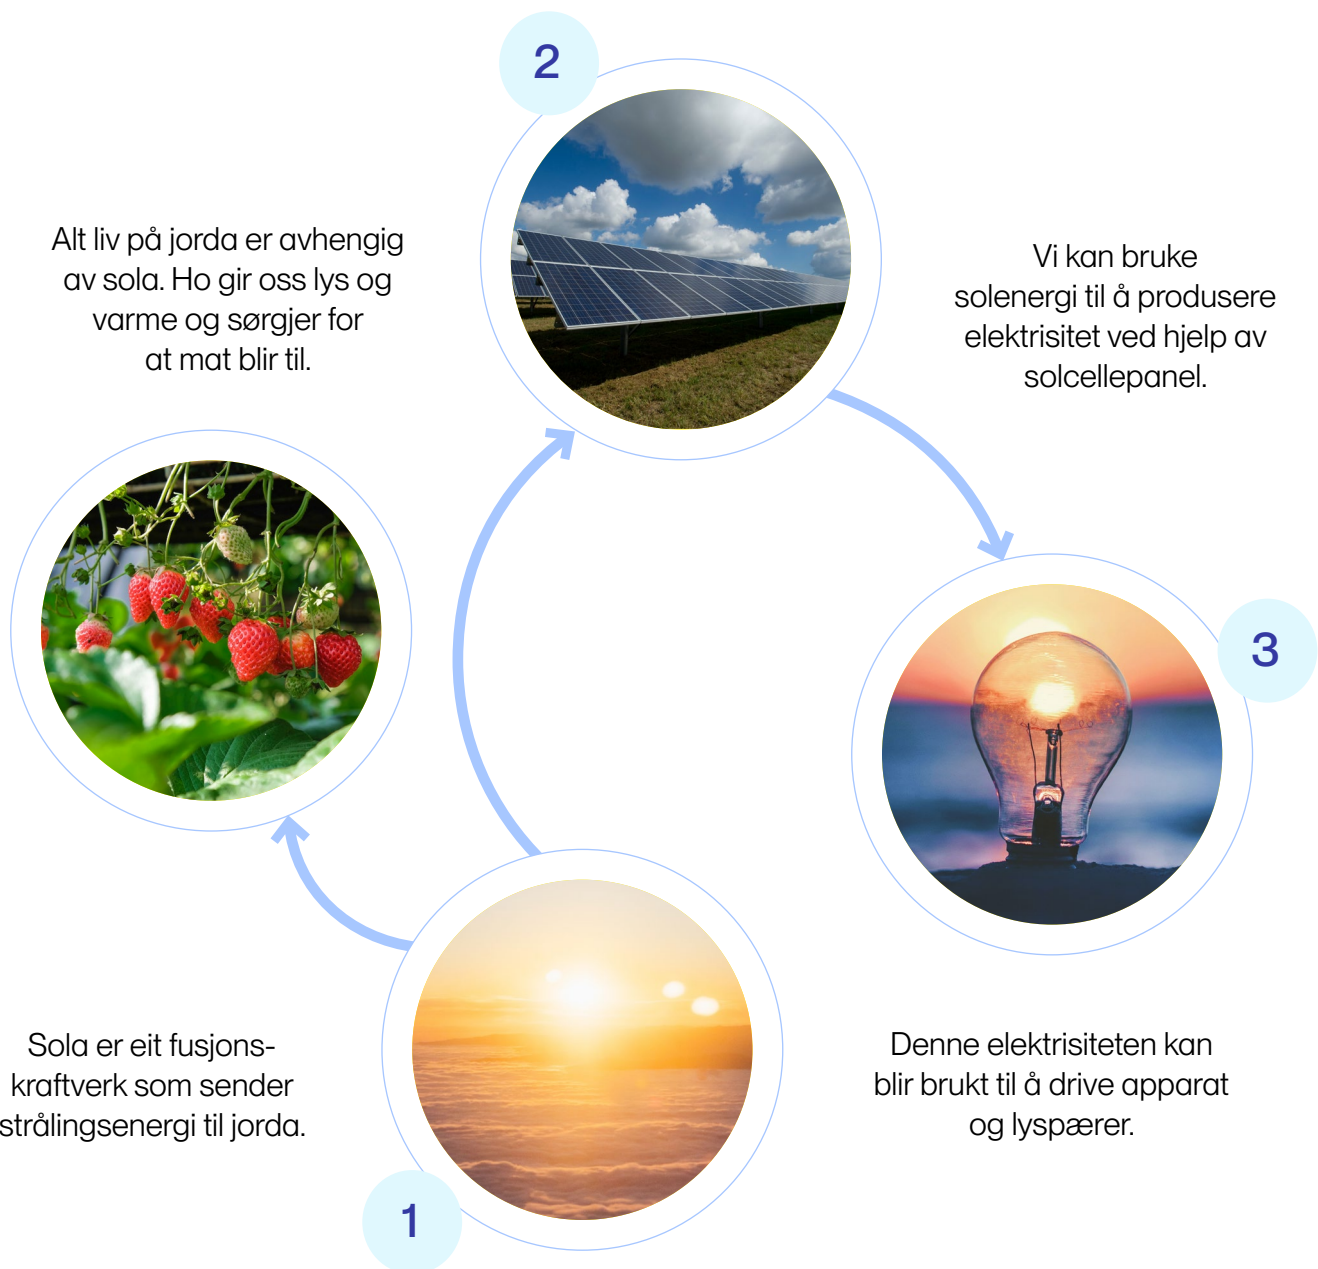 2
Alt liv på jorda er avhengig
av sola. Ho gir oss lys og
varme og sørgjer for
at mat blir til.
Vi kan bruke
solenergi til å produsere
elektrisitet ved hjelp av
solcellepanel.
3
Sola er eit fusjons-
kraftverk som sender
strålingsenergi til jorda.
Denne elektrisiteten kan
blir brukt til å drive apparat
og lyspærer.
1